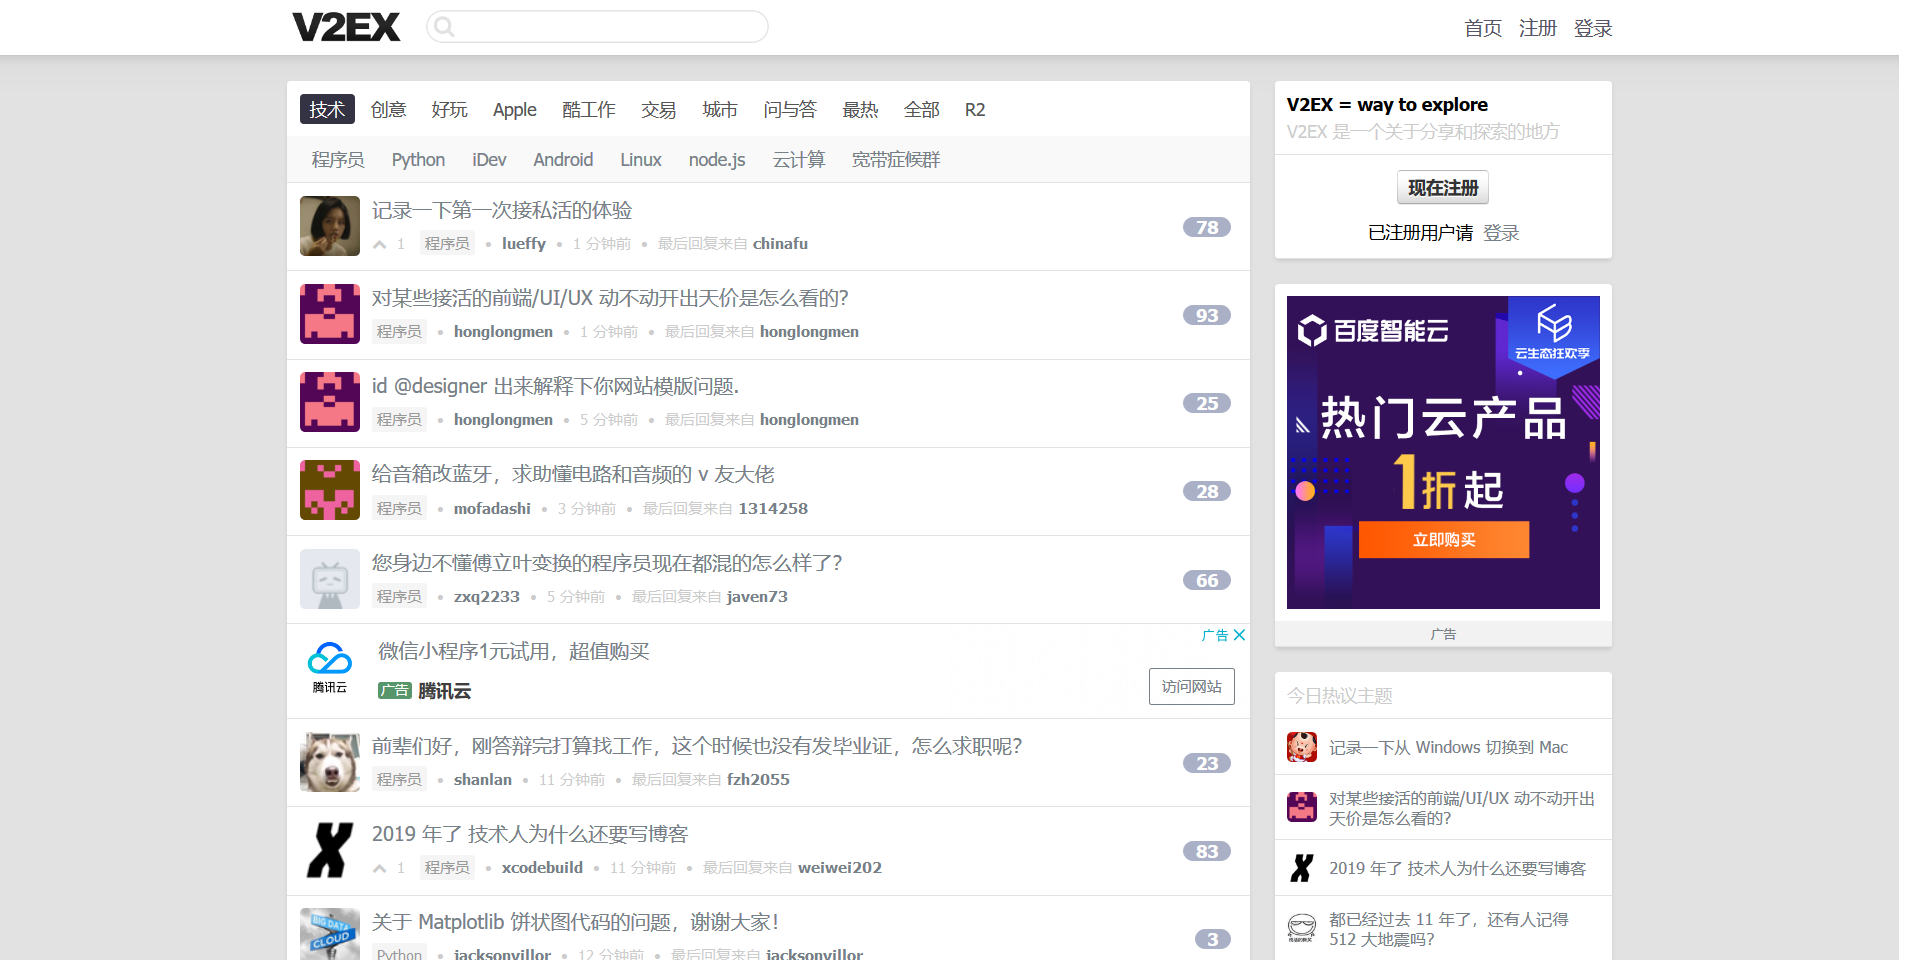 V2EX
首页 注册 登录
技术 创意 好玩 Apple 酷工作 交易 城市 问与答 最热 全部 R2
程序员 Python iDev Android Linux node.js 云计算 宽带症候群
记录一下第一次接私活的体验
1 程序员 • lueffy • 1 分钟前 • 最后回复来自 chinafu
78
对某些接活的前端/UI/UX 动不动开出天价是怎么看的?
程序员 • honglongmen • 1 分钟前 • 最后回复来自 honglongmen
93
id @designer 出来解释下你网站模版问题.
程序员 • honglongmen • 5 分钟前 • 最后回复来自 honglongmen
25
给音箱改蓝牙，求助懂电路和音频的 v 友大佬
程序员 • mofadashi • 3 分钟前 • 最后回复来自 1314258
28
您身边不懂傅立叶变换的程序员现在都混的怎么样了?
程序员 • zxq2233 • 5 分钟前 • 最后回复来自 javen73
66
广告
腾讯云
微信小程序1元试用，超值购买
广告 腾讯云
访问网站
前辈们好，刚答辩完打算找工作，这个时候也没有发毕业证，怎么求职呢?
程序员 • shanlan • 11 分钟前 • 最后回复来自 fzh2055
23
2019 年了 技术人为什么还要写博客
1 程序员 • xcodebuild • 11 分钟前 • 最后回复来自 weiwei202
83
BIG DATA
CLOUD
关于 Matplotlib 饼状图代码的问题，谢谢大家！
Python • jacksonvillor • 12 分钟前 • 最后回复来自 jacksonvillor
3
V2EX = way to explore
V2EX 是一个关于分享和探索的地方
现在注册
已注册用户请 登录
百度智能云
云生态狂欢季
热门云产品
1折起
立即购买
广告
今日热议主题
记录一下从 Windows 切换到 Mac
对某些接活的前端/UI/UX 动不动开出
天价是怎么看的?
2019 年了 技术人为什么还要写博客
都已经过去 11 年了，还有人记得
512 大地震吗?